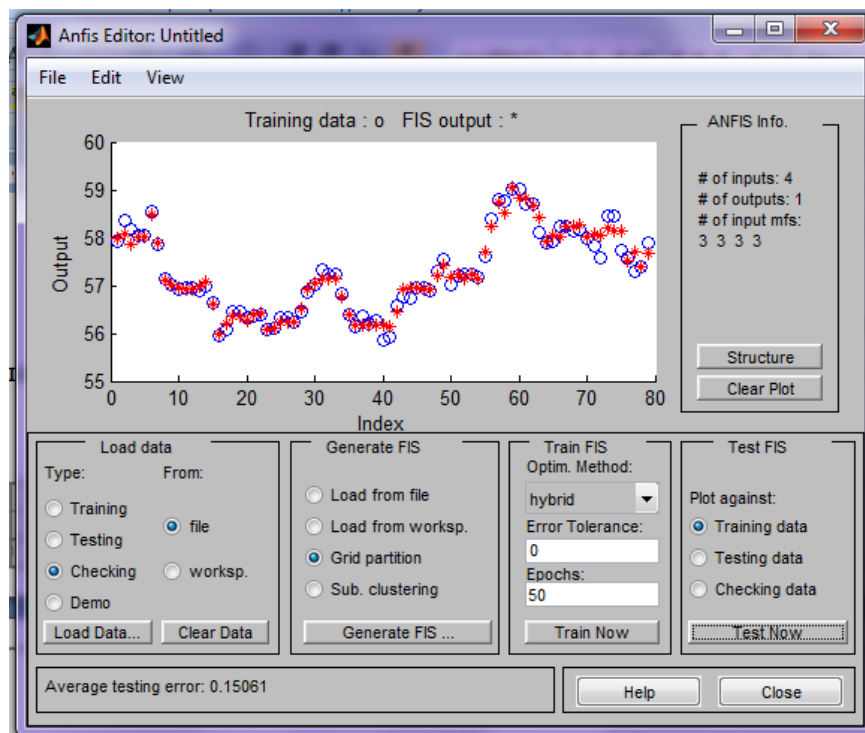 Anfis Editor: Untitled
File Edit View
Training data : o FIS output : *
60
59
58
57
56
55
Output
0 10 20 30 40 50 60 70 80
Index
ANFIS Info.
# of inputs: 4
# of outputs: 1
# of input mfs:
3 3 3 3
Structure
Clear Plot
Load data
Type: From:
Training
Testing
Checking
Demo
file
worksp.
Load Data... Clear Data
Generate FIS
Load from file
Load from worksp.
Grid partition
Sub. clustering
Generate FIS ...
Train FIS
Optim. Method:
hybrid
Error Tolerance:
0
Epochs:
50
Train Now
Test FIS
Plot against:
Training data
Testing data
Checking data
Test Now
Average testing error: 0.15061
Help Close